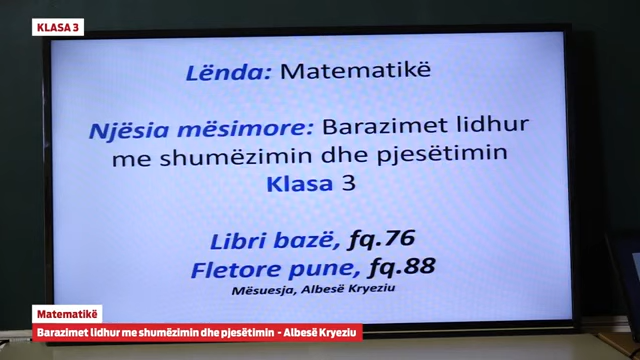 KLASA 3
Lënda: Matematikë
Njësia mësimore: Barazimet lidhur
me shumëzimin dhe pjesëtimin
Klasa 3
Libri bazë, fq.76
Fletore pune, fq.88
Mësuesja, Albesë Kryeziu
Matematikë
Barazimet lidhur me shumëzimin dhe pjesëtimin - Albesë Kryeziu